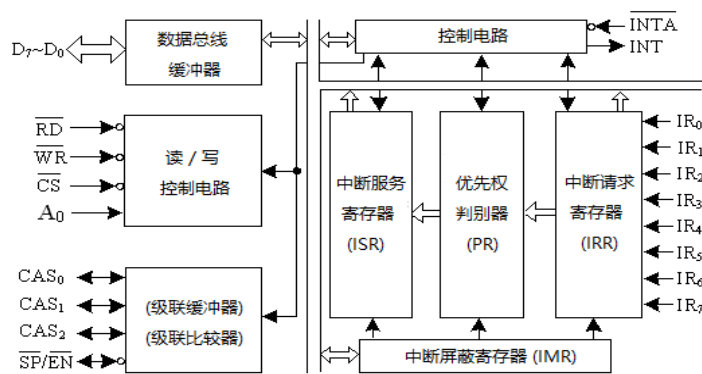 D₇~D₀
数据总线
缓冲器
控制电路
INTA
INT
RD
WR
CS
A₀
读／写
控制电路
中断服务
寄存器
(ISR)
优先权
判别器
(PR)
中断请求
寄存器
(IRR)
IR₀
IR₁
IR₂
IR₃
IR₄
IR₅
IR₆
IR₇
CAS₀
CAS₁
CAS₂
SP/EN
(级联缓冲器)
(级联比较器)
中断屏蔽寄存器 (IMR)